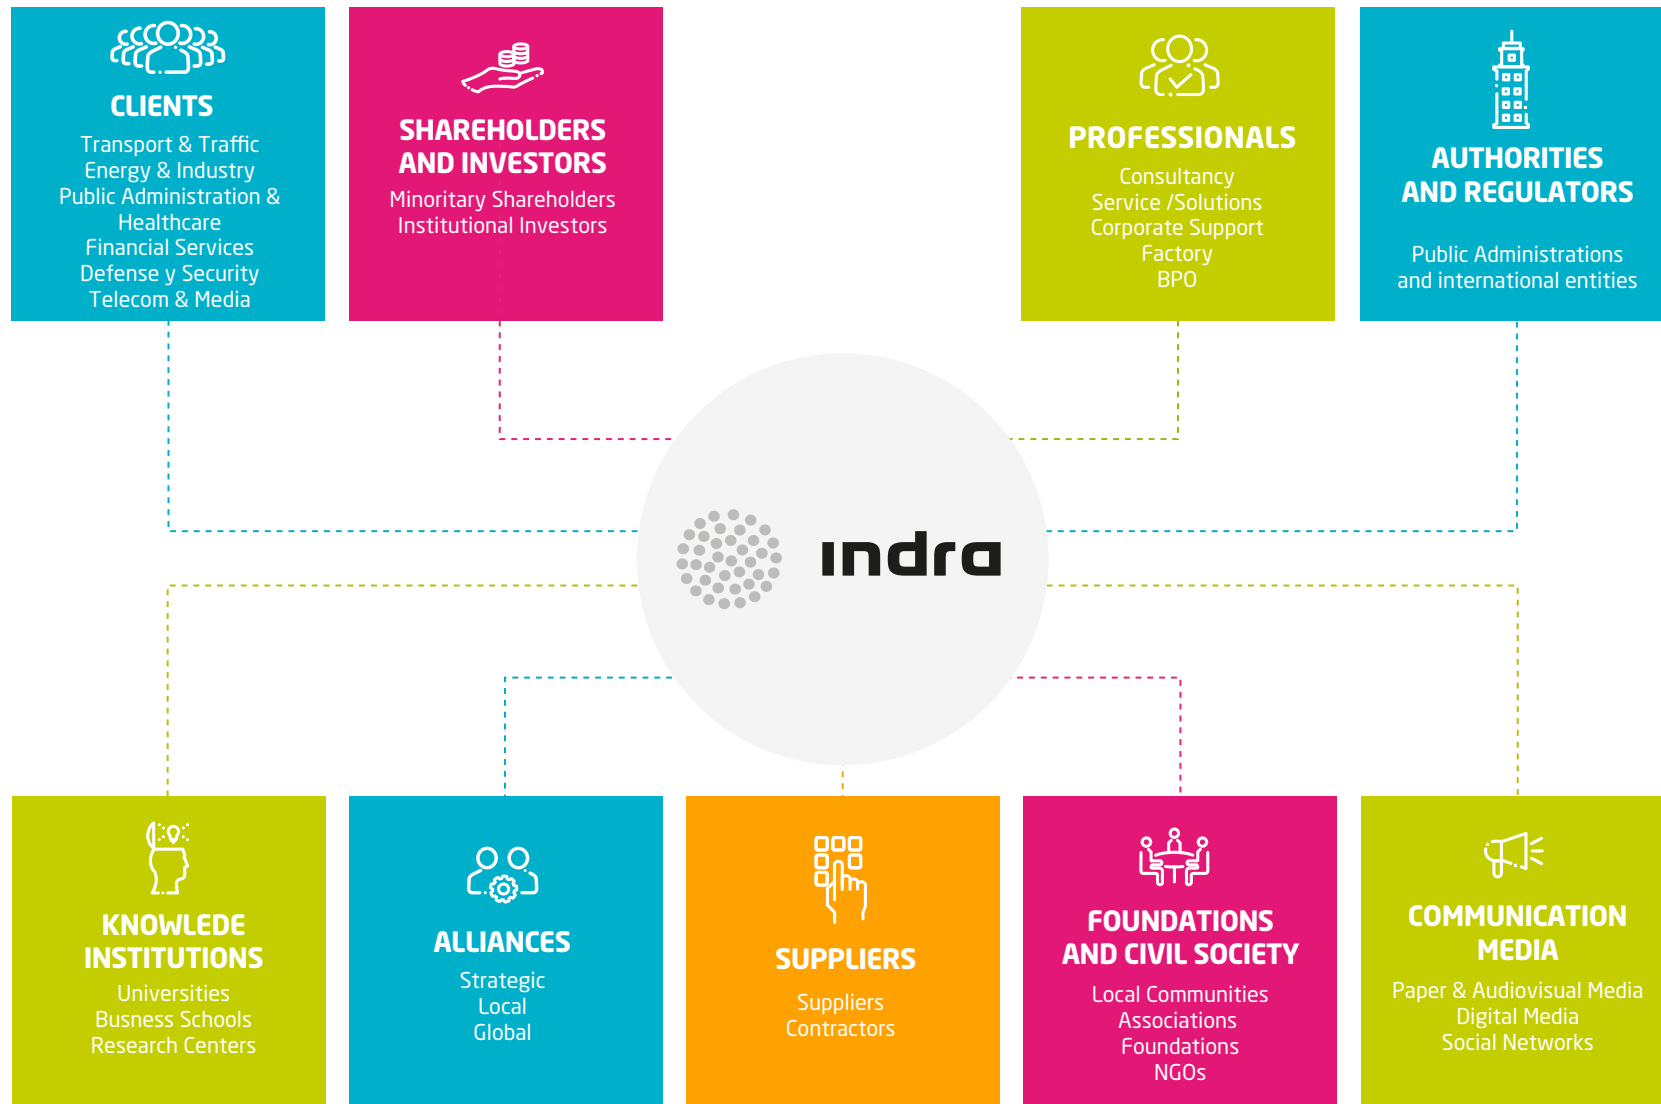 CLIENTS
Transport & Traffic
Energy & Industry
Public Administration &
Healthcare
Financial Services
Defense y Security
Telecom & Media
SHAREHOLDERS
AND INVESTORS
Minoritary Shareholders
Institutional Investors
PROFESSIONALS
Consultancy
Service /Solutions
Corporate Support
Factory
BPO
AUTHORITIES
AND REGULATORS
Public Administrations
and international entities
indra
KNOWLEDE
INSTITUTIONS
Universities
Busness Schools
Research Centers
ALLIANCES
Strategic
Local
Global
SUPPLIERS
Suppliers
Contractors
FOUNDATIONS
AND CIVIL SOCIETY
Local Communities
Associations
Foundations
NGOs
COMMUNICATION
MEDIA
Paper & Audiovisual Media
Digital Media
Social Networks